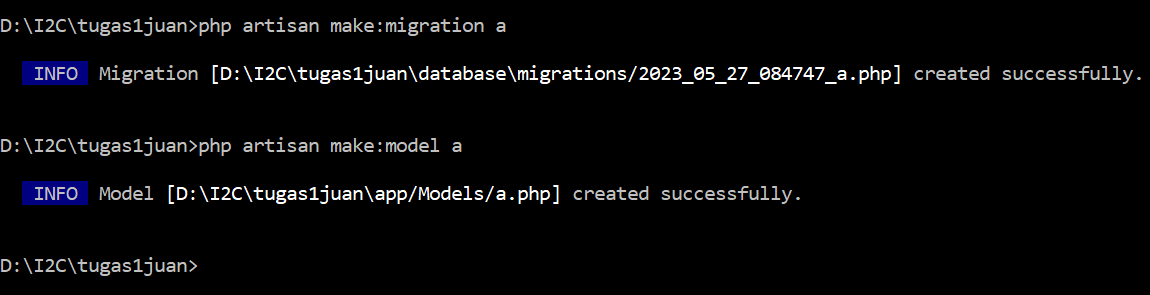 D:\I2C\tugas1juan>php artisan make:migration a
INFO Migration [D:\I2C\tugas1juan\database\migrations/2023_05_27_084747_a.php] created successfully.
D:\I2C\tugas1juan>php artisan make:model a
INFO Model [D:\I2C\tugas1juan\app/Models/a.php] created successfully.
D:\I2C\tugas1juan>